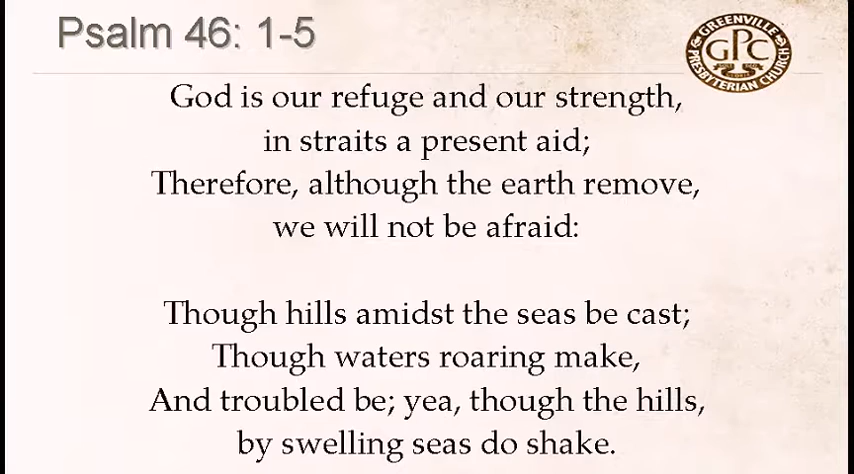 Psalm 46: 1-5
GREENVILLE
GPC
PRESBYTERIAN CHURCH
God is our refuge and our strength,
in straits a present aid;
Therefore, although the earth remove,
we will not be afraid:
Though hills amidst the seas be cast;
Though waters roaring make,
And troubled be; yea, though the hills,
by swelling seas do shake.